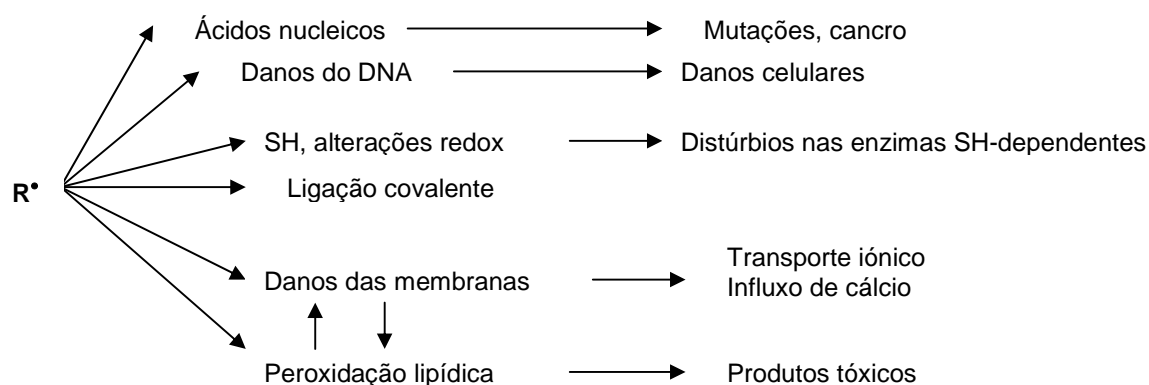 Ácidos nucleicos Mutações, cancro
Danos do DNA Danos celulares
SH, alterações redox Distúrbios nas enzimas SH-dependentes
R• Ligação covalente
Transporte iónico
Danos das membranas Influxo de cálcio
Peroxidação lipídica Produtos tóxicos